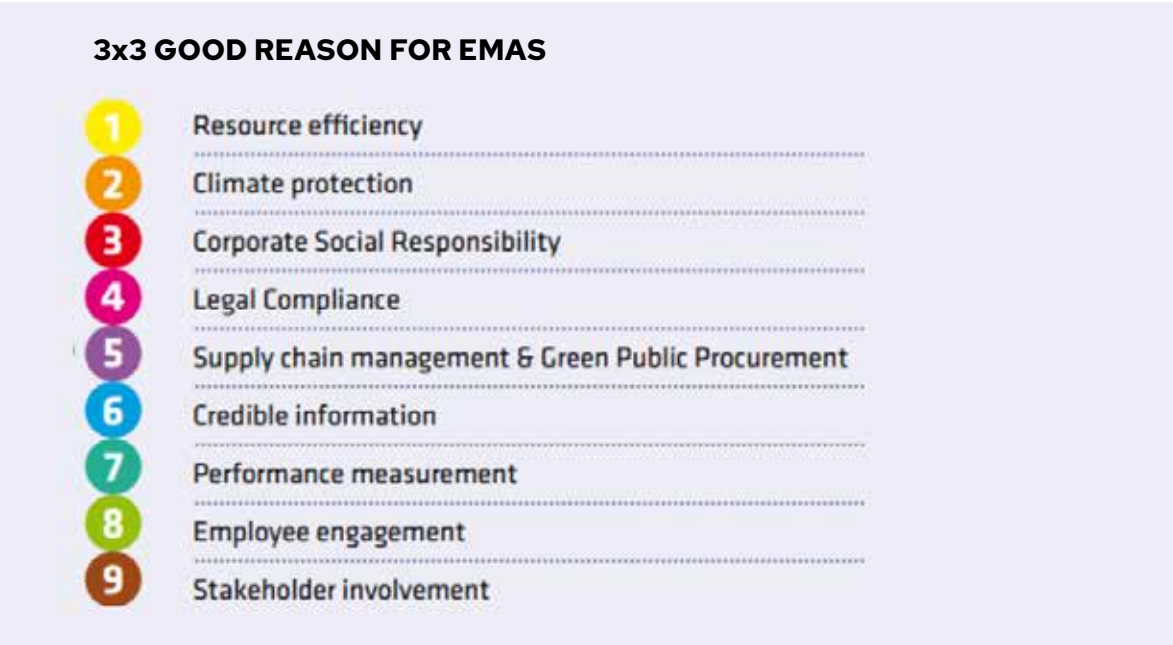 3x3 GOOD REASON FOR EMAS
1 Resource efficiency
2 Climate protection
3 Corporate Social Responsibility
4 Legal Compliance
5 Supply chain management & Green Public Procurement
6 Credible information
7 Performance measurement
8 Employee engagement
9 Stakeholder involvement